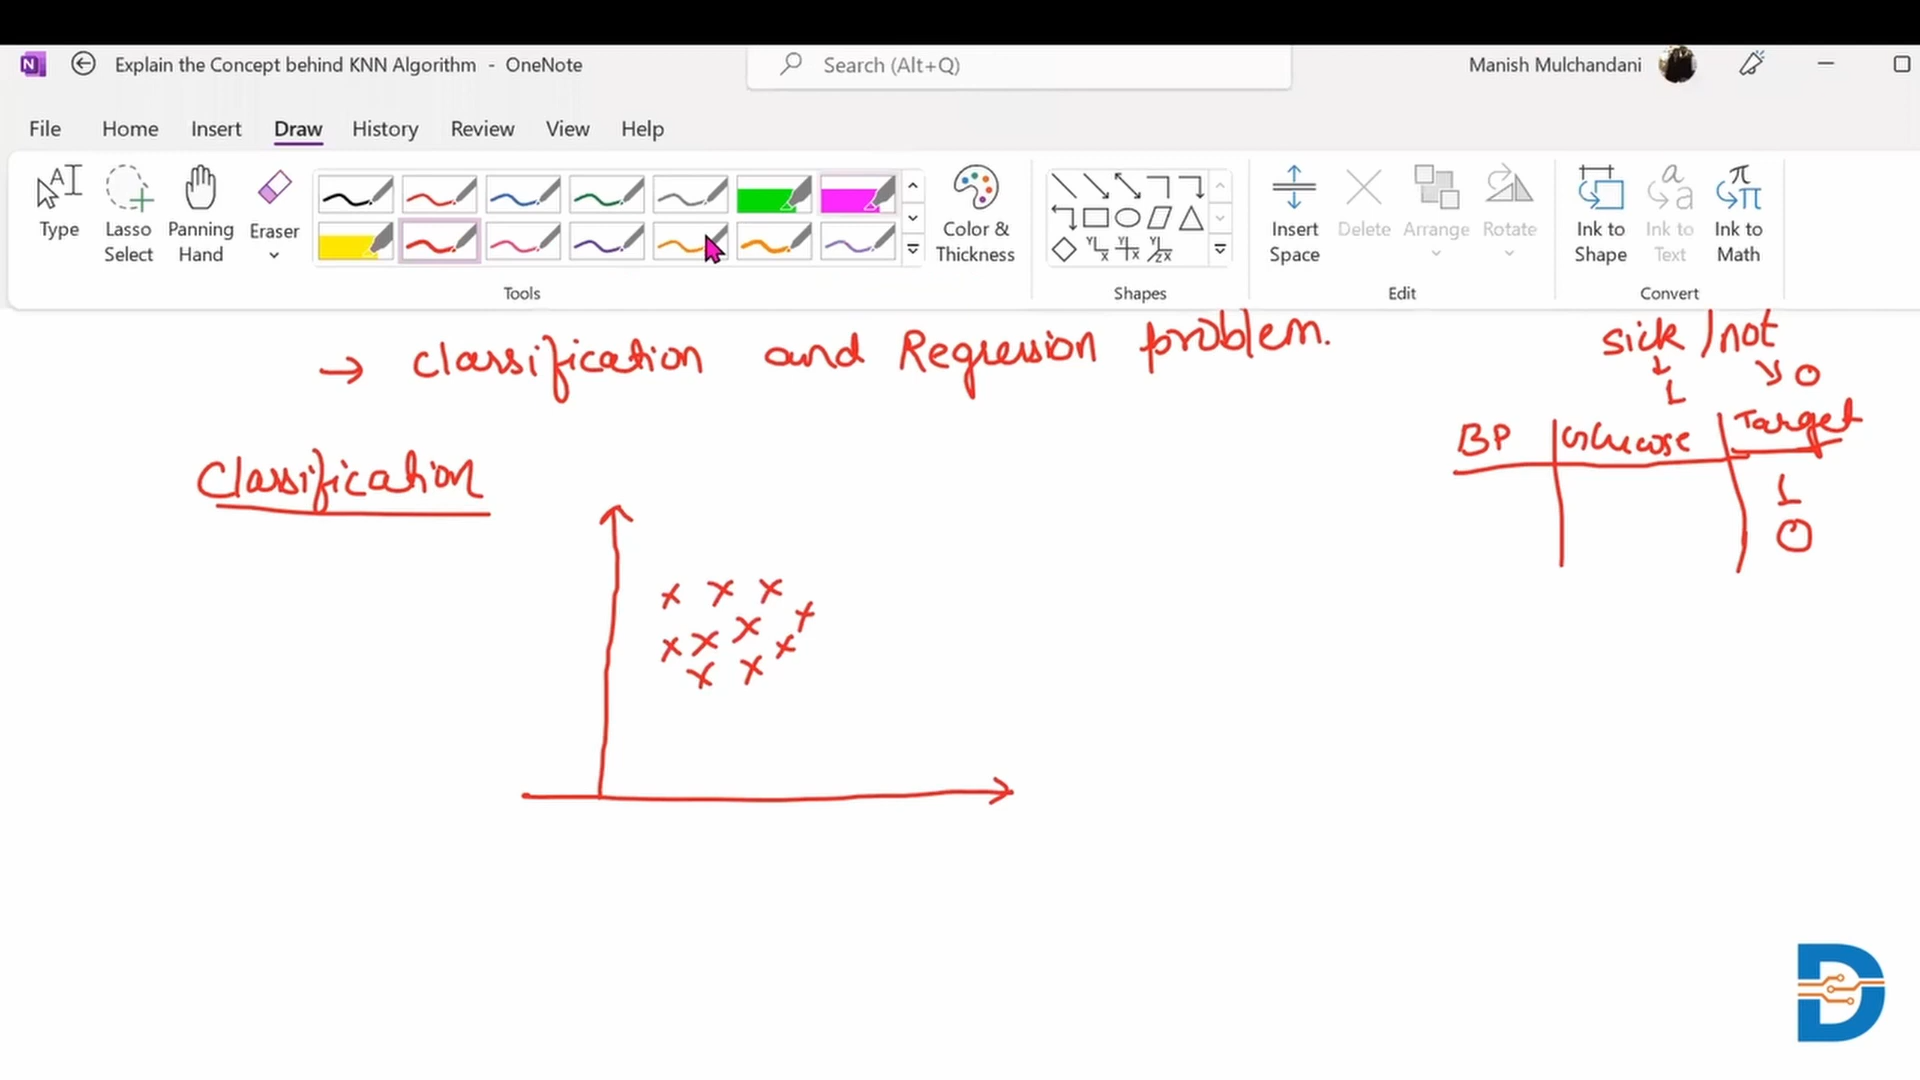 Explain the Concept behind KNN Algorithm - OneNote
Search (Alt+Q)
Manish Mulchandani
File Home Insert Draw History Review View Help
Type
Lasso Select
Panning Hand
Eraser
Color & Thickness
Insert Space
Delete
Arrange
Rotate
Ink to Shape
Ink to Text
Ink to Math
Tools
Shapes
Edit
Convert
→ Classification and Regression problem.
sick / not
1 0
BP Glucose Target
1
0
Classification
x x x
x
x x x x
x x